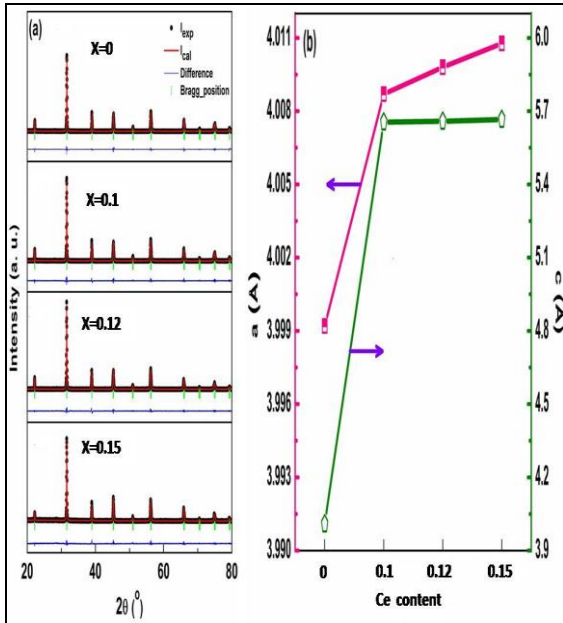 (a)
X=0
I_exp
I_cal
Difference
Bragg_position
X=0.1
X=0.12
X=0.15
Intensity (a. u.)
20 40 60 80
2θ (°)
(b)
4.011
4.008
4.005
4.002
3.999
3.996
3.993
3.990
a (A)
6.0
5.7
5.4
5.1
4.8
4.5
4.2
3.9
c (A)
0 0.1 0.12 0.15
Ce content